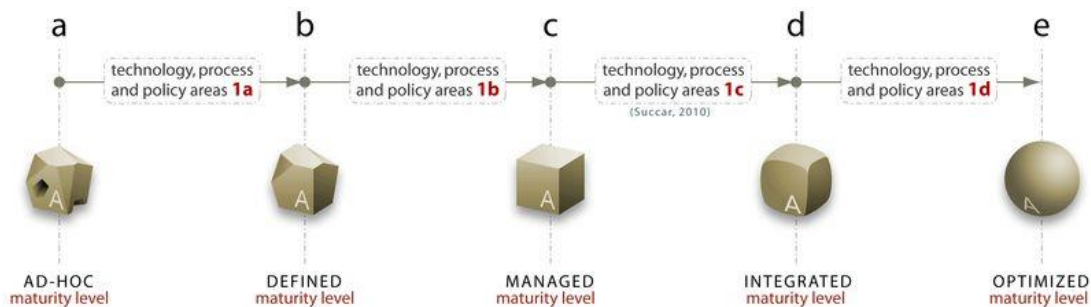 a b c d e
technology, process
and policy areas 1a
technology, process
and policy areas 1b
technology, process
and policy areas 1c
(Succar, 2010)
technology, process
and policy areas 1d
A A A A A
AD-HOC
maturity level
DEFINED
maturity level
MANAGED
maturity level
INTEGRATED
maturity level
OPTIMIZED
maturity level